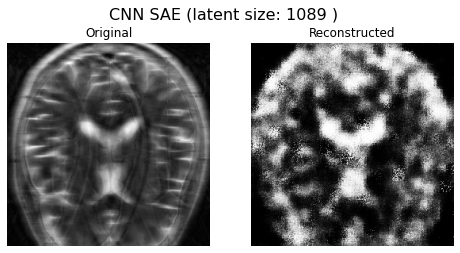 CNN SAE (latent size: 1089 )
Original
Reconstructed